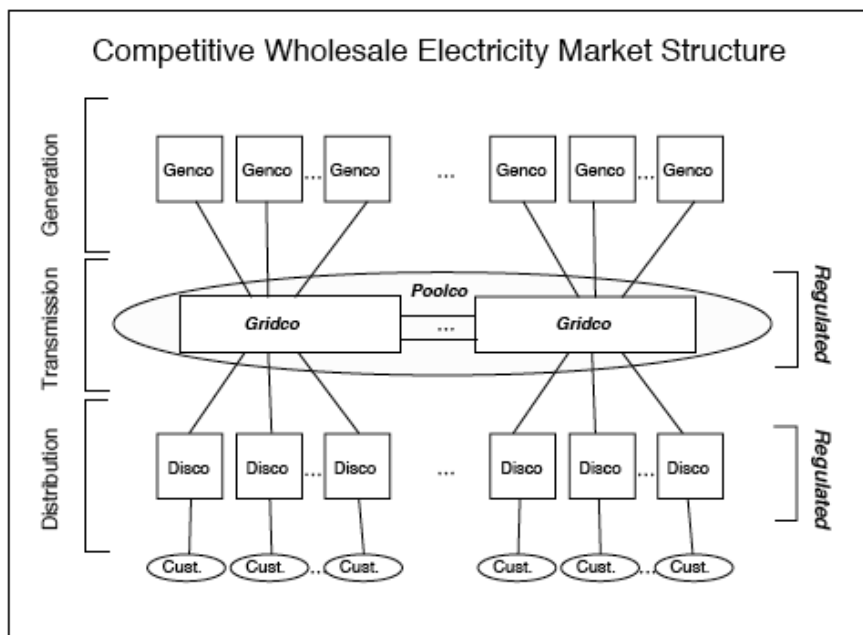 Competitive Wholesale Electricity Market Structure
Generation
Genco Genco ... Genco ... Genco Genco ... Genco
Transmission
Poolco
Gridco ... Gridco
Regulated
Distribution
Disco Disco ... Disco ... Disco Disco ... Disco
Regulated
Cust. Cust. ... Cust. Cust. Cust. ... Cust.